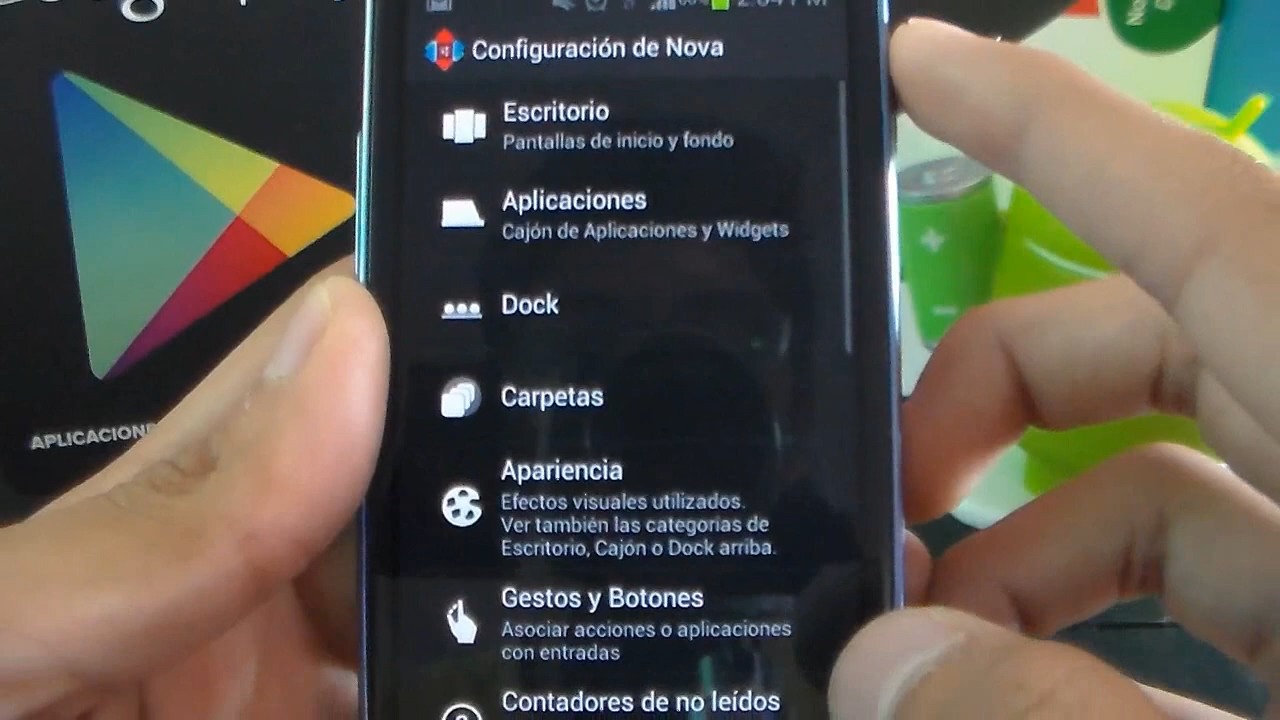 Configuración de Nova
Escritorio
Pantallas de inicio y fondo
Aplicaciones
Cajón de Aplicaciones y Widgets
Dock
Carpetas
Apariencia
Efectos visuales utilizados.
Ver también las categorías de
Escritorio, Cajón o Dock arriba.
Gestos y Botones
Asociar acciones o aplicaciones
con entradas
Contadores de no leídos